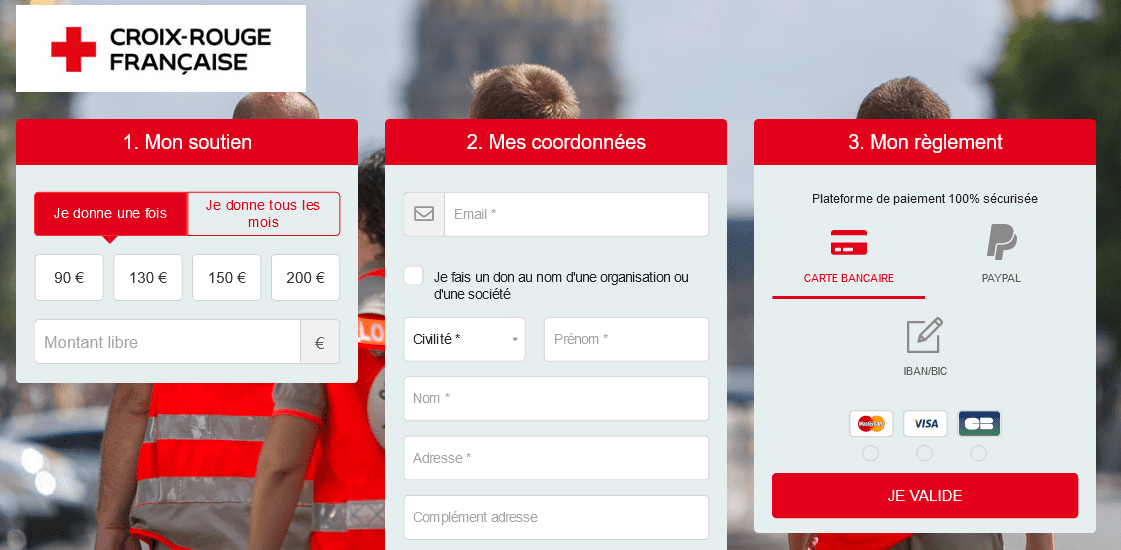 CROIX-ROUGE
FRANÇAISE
1. Mon soutien
Je donne une fois
Je donne tous les
mois
90 €
130 €
150 €
200 €
Montant libre
€
2. Mes coordonnées
Email *
Je fais un don au nom d'une organisation ou
d'une société
Civilité *
Prénom *
Nom *
Adresse *
Complément adresse
3. Mon règlement
Plateforme de paiement 100% sécurisée
CARTE BANCAIRE
PAYPAL
IBAN/BIC
MasterCard
VISA
CB
JE VALIDE